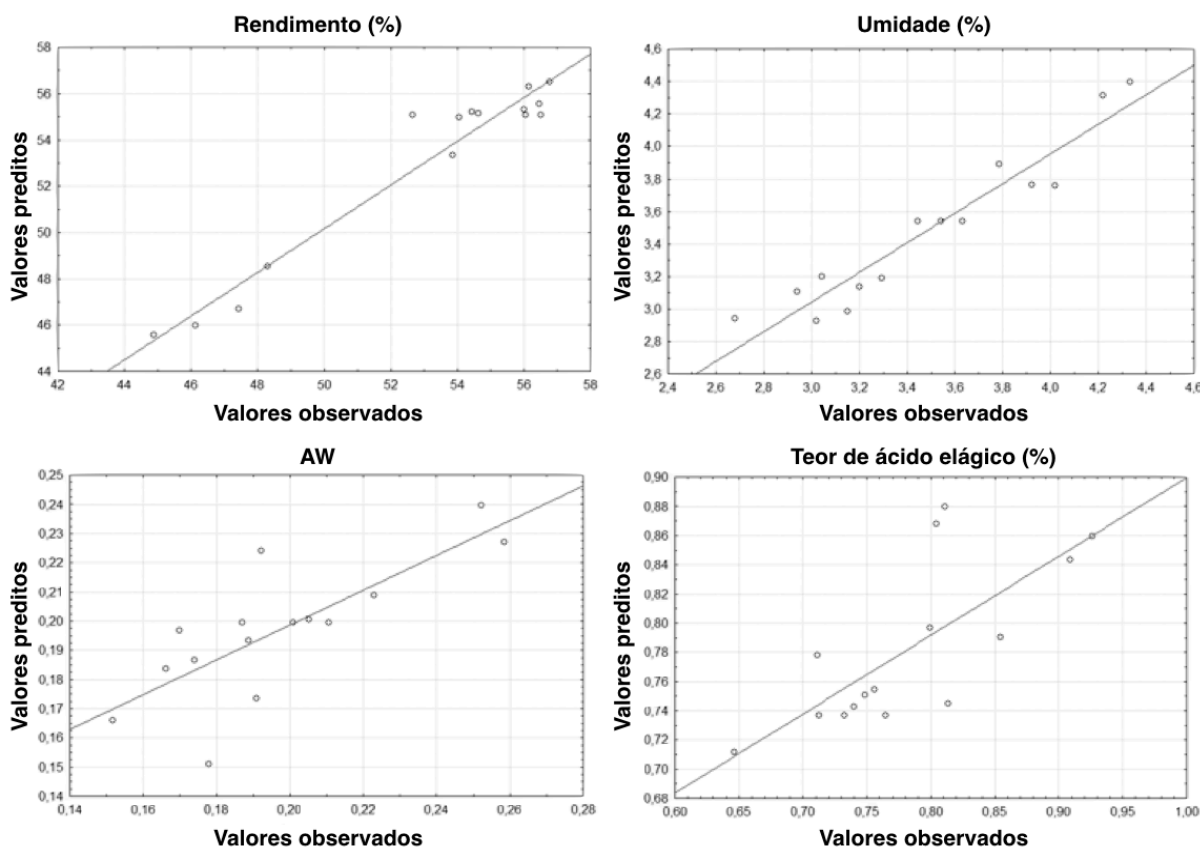 Rendimento (%)
58
56
54
52
50
48
46
44
42 44 46 48 50 52 54 56 58
Valores preditos
Valores observados
Umidade (%)
4,6
4,4
4,2
4,0
3,8
3,6
3,4
3,2
3,0
2,8
2,6
2,4 2,6 2,8 3,0 3,2 3,4 3,6 3,8 4,0 4,2 4,4 4,6
Valores preditos
Valores observados
AW
0,25
0,24
0,23
0,22
0,21
0,20
0,19
0,18
0,17
0,16
0,15
0,14
0,14 0,16 0,18 0,20 0,22 0,24 0,26 0,28
Valores preditos
Valores observados
Teor de ácido elágico (%)
0,90
0,88
0,86
0,84
0,82
0,80
0,78
0,76
0,74
0,72
0,70
0,68
0,60 0,65 0,70 0,75 0,80 0,85 0,90 0,95 1,00
Valores preditos
Valores observados